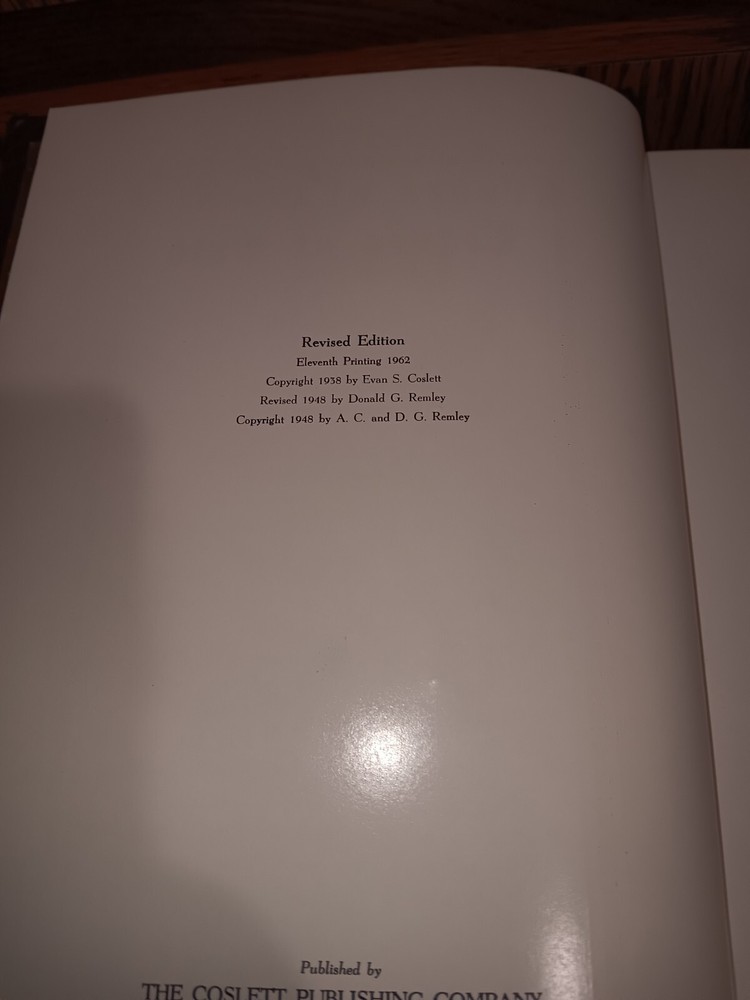 Revised Edition
Eleventh Printing 1962
Copyright 1938 by Evan S. Coslett
Revised 1948 by Donald G. Remley
Copyright 1948 by A. C. and D. G. Remley
Published by
THE COSLETT PUBLISHING COMPANY